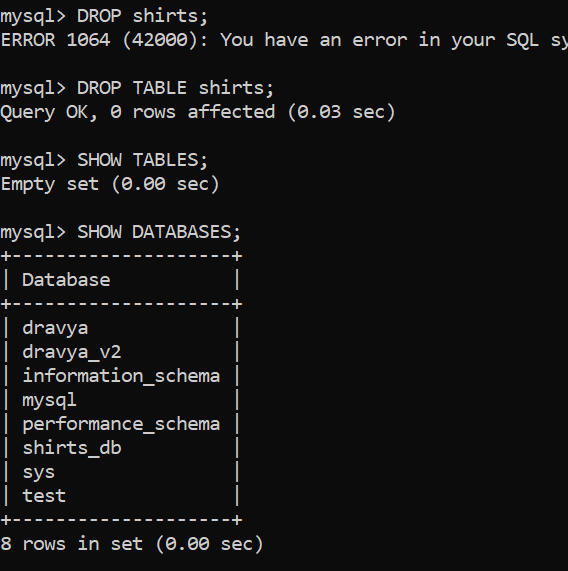 mysql> DROP shirts;
ERROR 1064 (42000): You have an error in your SQL sy
mysql> DROP TABLE shirts;
Query OK, 0 rows affected (0.03 sec)
mysql> SHOW TABLES;
Empty set (0.00 sec)
mysql> SHOW DATABASES;
+--------------------+
| Database           |
+--------------------+
| dravya             |
| dravya_v2          |
| information_schema |
| mysql              |
| performance_schema |
| shirts_db          |
| sys                |
| test               |
+--------------------+
8 rows in set (0.00 sec)